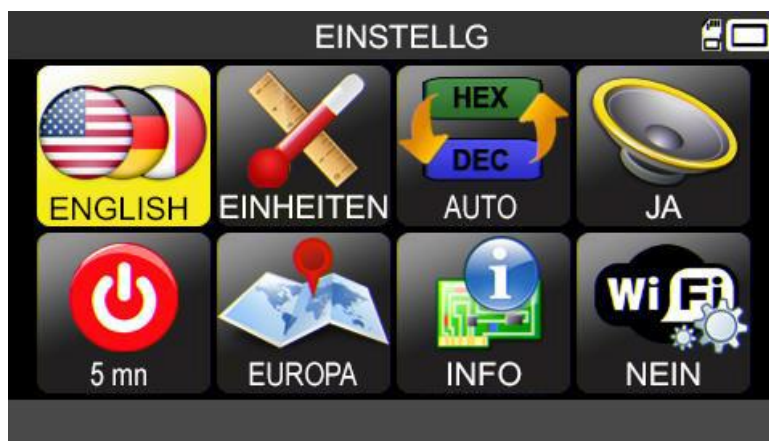 EINSTELLG
HEX
DEC
ENGLISH EINHEITEN AUTO JA
Wi Fi
5 mn EUROPA INFO NEIN